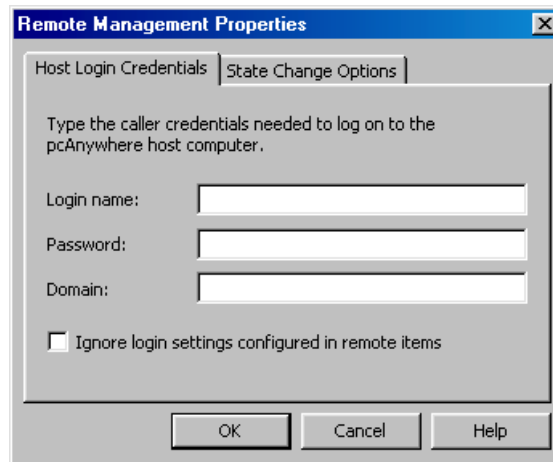 Remote Management Properties
Host Login Credentials
State Change Options
Type the caller credentials needed to log on to the
pcAnywhere host computer.
Login name:
Password:
Domain:
Ignore login settings configured in remote items
OK
Cancel
Help